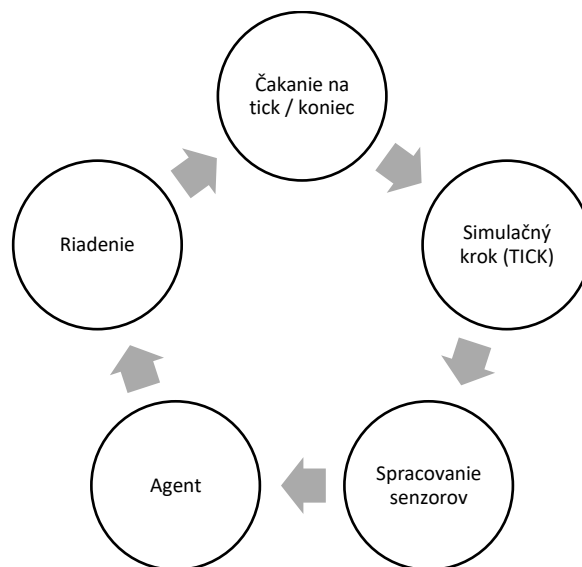 Čakanie na
tick / koniec
Simulačný
krok (TICK)
Spracovanie
senzorov
Agent
Riadenie